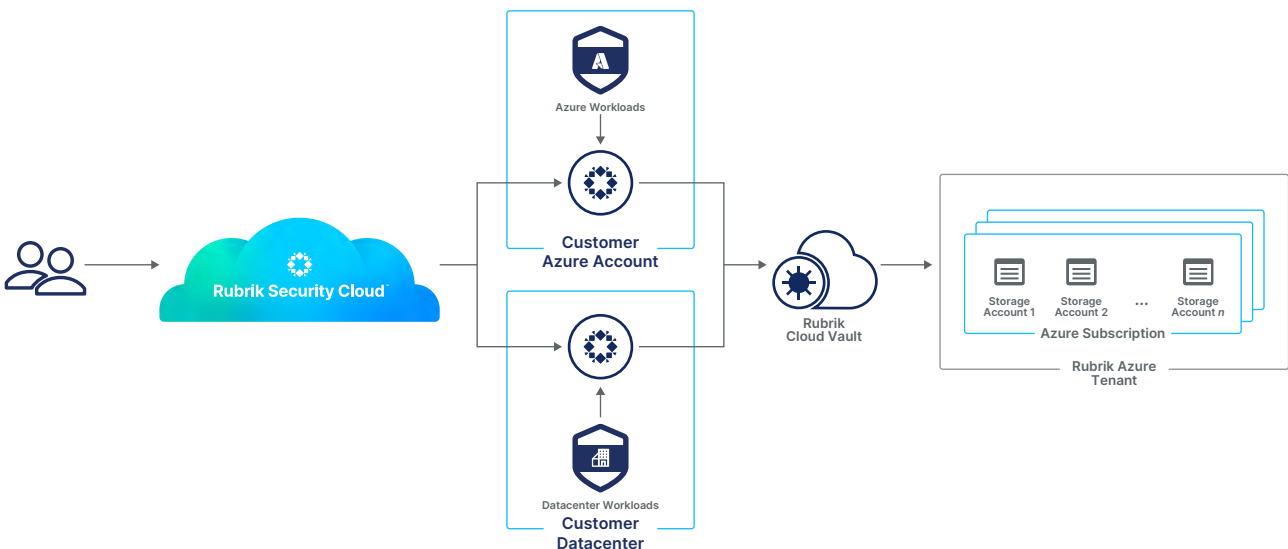 Azure Workloads
Customer
Azure Account
Rubrik Security Cloud
Datacenter Workloads
Customer
Datacenter
Rubrik
Cloud Vault
Storage
Account 1
Storage
Account 2
...
Storage
Account n
Azure Subscription
Rubrik Azure
Tenant